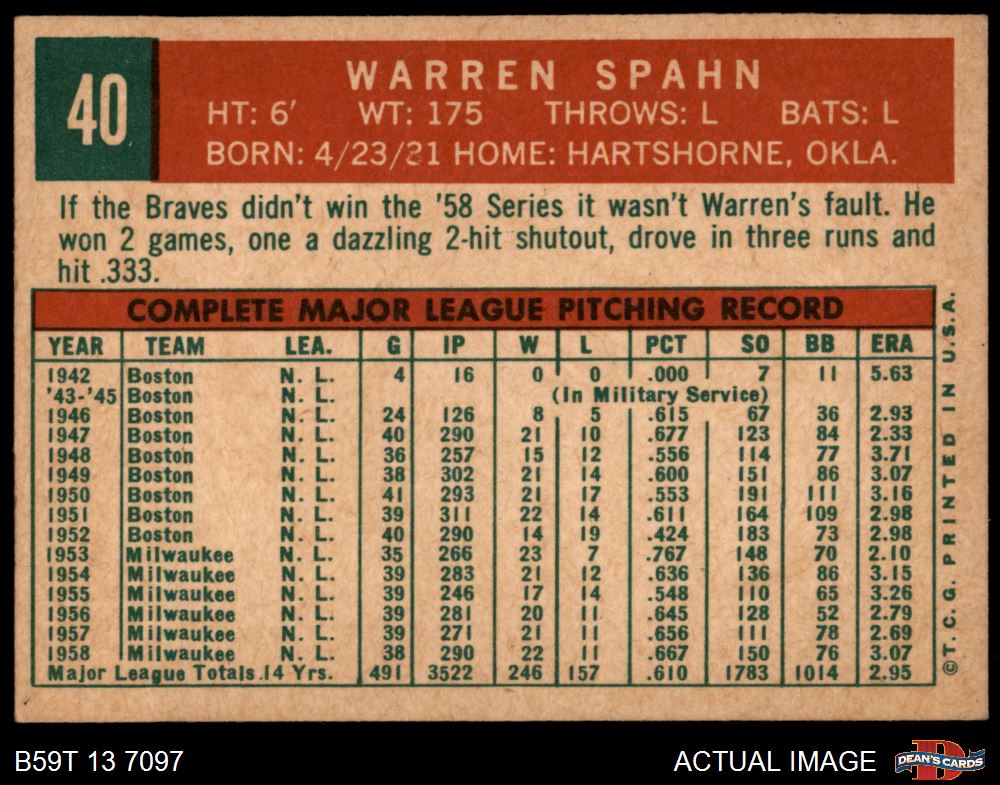 40
WARREN SPAHN
HT: 6' WT: 175 THROWS: L BATS: L
BORN: 4/23/21 HOME: HARTSHORNE, OKLA.
If the Braves didn't win the '58 Series it wasn't Warren's fault. He
won 2 games, one a dazzling 2-hit shutout, drove in three runs and
hit .333.
COMPLETE MAJOR LEAGUE PITCHING RECORD
YEAR TEAM LEA. G IP W L PCT SO BB ERA
1942 Boston N. L. 4 16 0 0 .000 7 11 5.63
'43-'45 Boston N. L. (In Military Service)
1946 Boston N. L. 24 126 8 5 .615 67 36 2.93
1947 Boston N. L. 40 290 21 10 .677 123 84 2.33
1948 Boston N. L. 36 257 15 12 .556 114 77 3.71
1949 Boston N. L. 38 302 21 14 .600 151 86 3.07
1950 Boston N. L. 41 293 21 17 .553 191 111 3.16
1951 Boston N. L. 39 311 22 14 .611 164 109 2.98
1952 Boston N. L. 40 290 14 19 .424 183 73 2.98
1953 Milwaukee N. L. 35 266 23 7 .767 148 70 2.10
1954 Milwaukee N. L. 39 283 21 12 .636 136 86 3.15
1955 Milwaukee N. L. 39 246 17 14 .548 110 65 3.26
1956 Milwaukee N. L. 39 281 20 11 .645 128 52 2.79
1957 Milwaukee N. L. 39 271 21 11 .656 111 78 2.69
1958 Milwaukee N. L. 38 290 22 11 .667 150 76 3.07
Major League Totals 14 Yrs. 491 3522 246 157 .610 1783 1014 2.95
©T. C. G. PRINTED IN U.S.A.
B59T 13 7097
ACTUAL IMAGE
D
DEAN'S CARDS